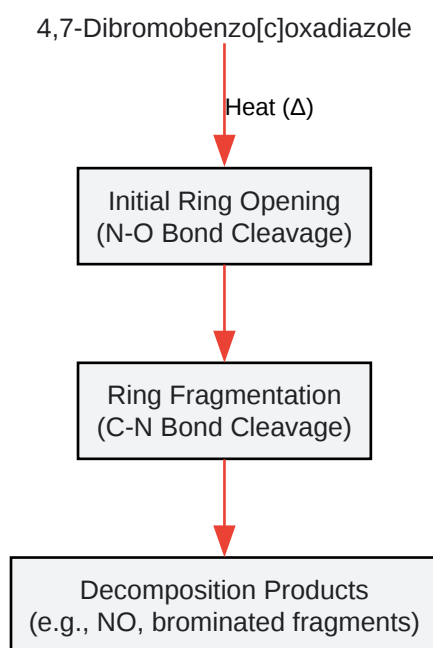 4,7-Dibromobenzo[c]oxadiazole
Heat (Δ)
Initial Ring Opening
(N-O Bond Cleavage)
Ring Fragmentation
(C-N Bond Cleavage)
Decomposition Products
(e.g., NO, brominated fragments)